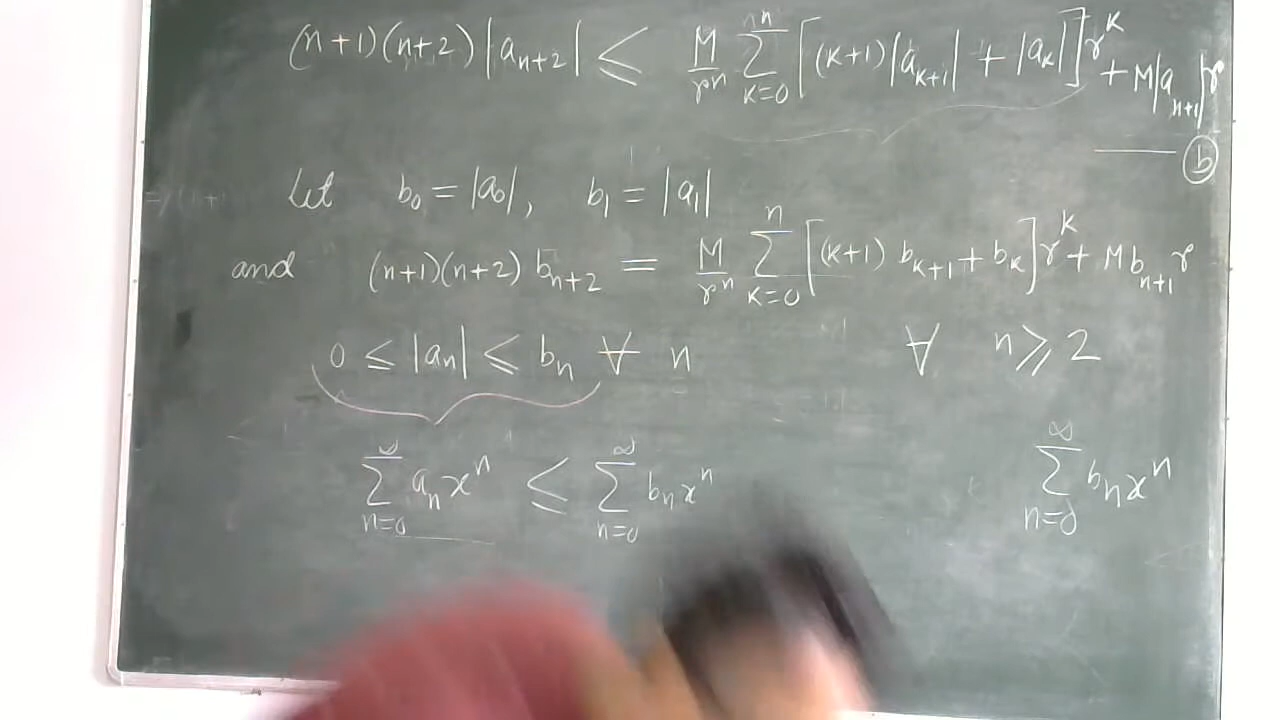 (n+1)(n+2)|a_{n+2}| ≤ M/r^n ∑_{k=0}^{n} [(k+1)|a_{k+1}| + |a_k|] r^k + M|a_{n+1}|r
—— ⓑ
Let b_0 = |a_0|, b_1 = |a_1|
and (n+1)(n+2) b_{n+2} = M/r^n ∑_{k=0}^{n} [(k+1) b_{k+1} + b_k] r^k + M b_{n+1} r
0 ≤ |a_n| ≤ b_n ∀ n ∀ n ≥ 2
∑_{n=0}^{∞} a_n x^n ≤ ∑_{n=0}^{∞} b_n x^n ∑_{n=0}^{∞} b_n x^n